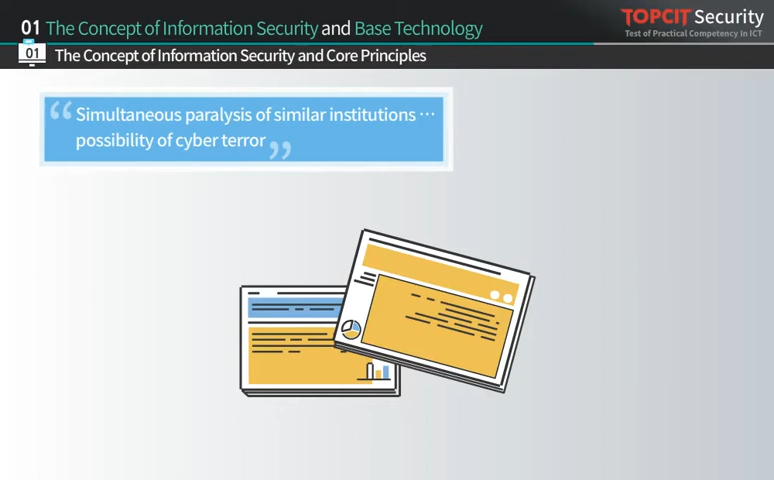 01 The Concept of Information Security and Base Technology
TOPCIT Security
Test of Practical Competency In ICT
01 The Concept of Information Security and Core Principles
“Simultaneous paralysis of similar institutions …
possibility of cyber terror”